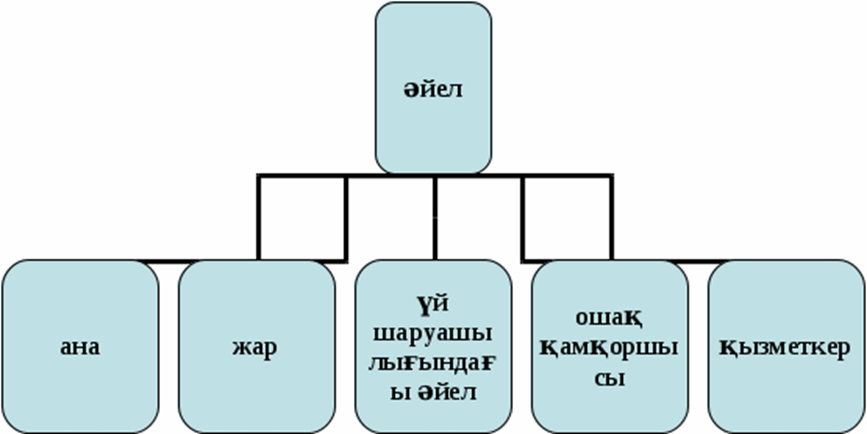 әйел
ана
жар
үй
шаруашы
лығындағ
ы әйел
ошақ
қамқоршы
сы
қызметкер